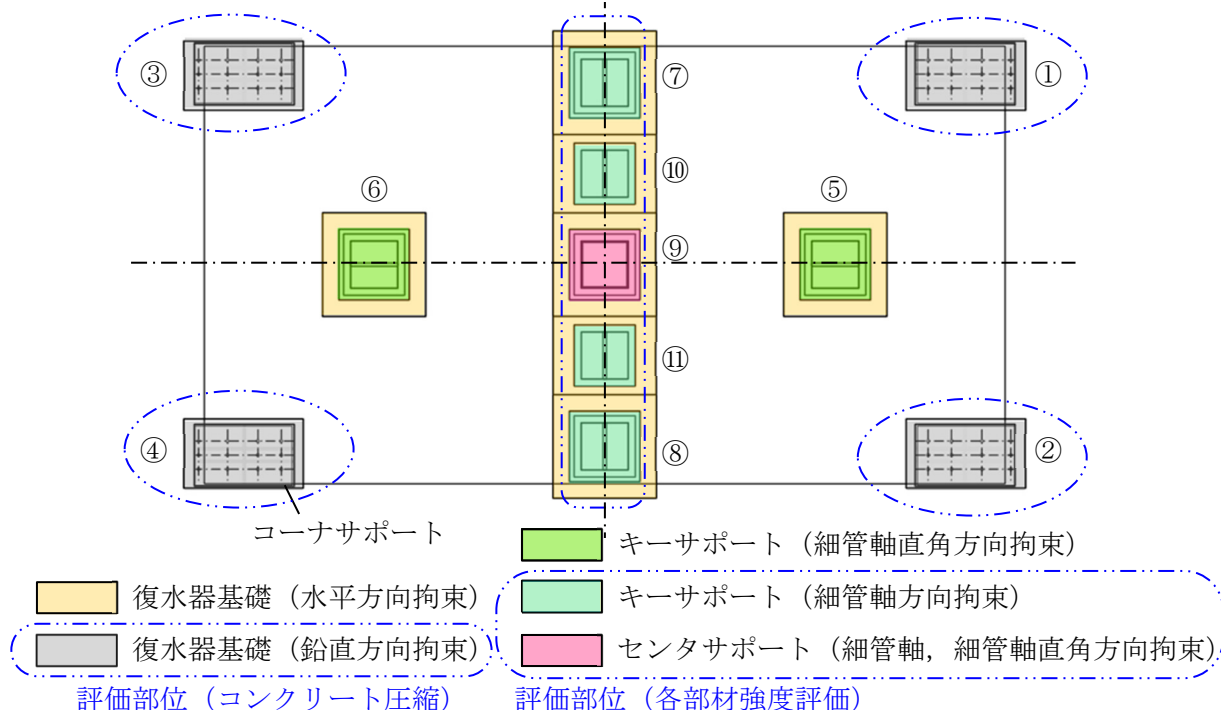 ③
⑦
①
⑩
⑥
⑤
⑨
⑪
④
⑧
②
コーナサポート
キーサポート（細管軸直角方向拘束）
復水器基礎（水平方向拘束）
キーサポート（細管軸方向拘束）
復水器基礎（鉛直方向拘束）
センタサポート（細管軸，細管軸直角方向拘束）
評価部位（コンクリート圧縮）
評価部位（各部材強度評価）